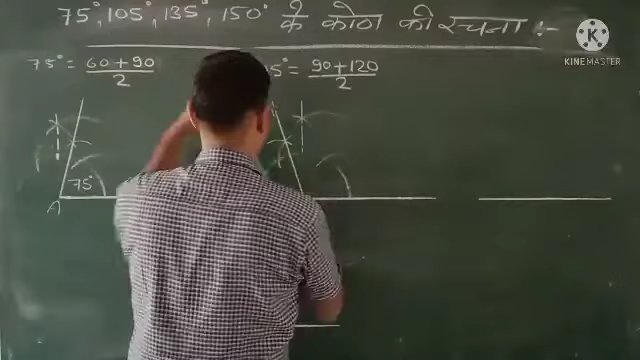 75°, 105°, 135°, 150° के कोण की रचना :-
KINEMASTER
75° = 60+90 / 2
5° = 90+120 / 2
75°
A